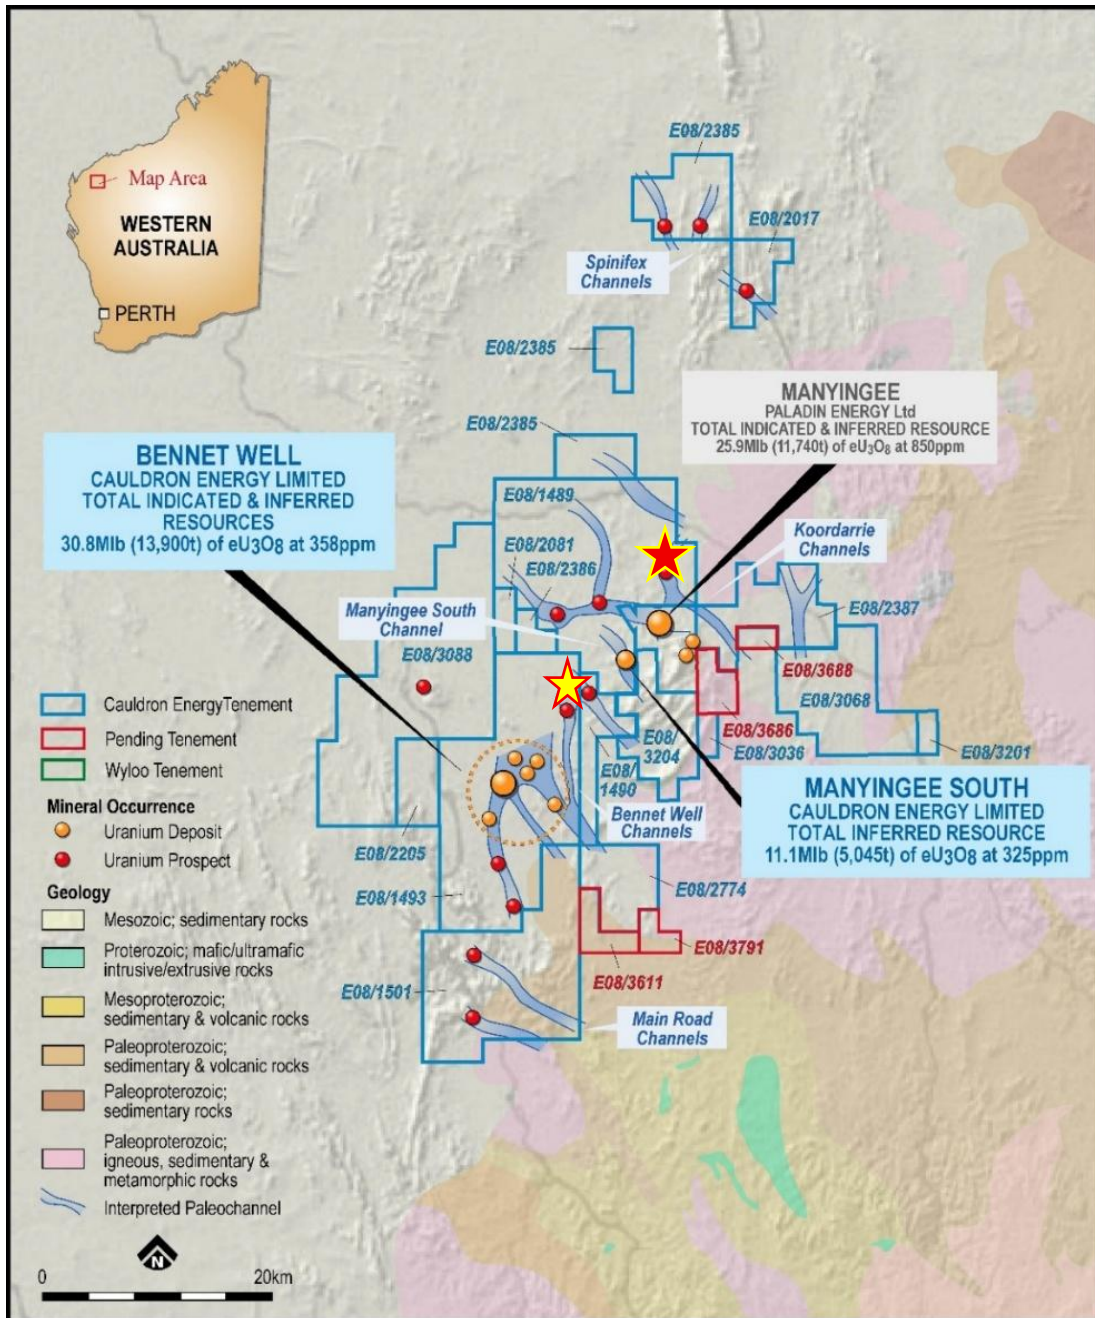 Map Area
WESTERN
AUSTRALIA
PERTH
E08/2385
E08/2017
Spinifex
Channels
E08/2385
MANYINGEE
PALADIN ENERGY Ltd
TOTAL INDICATED & INFERRED RESOURCE
25.9Mlb (11,740t) of eU₃O₈ at 850ppm
E08/2385
BENNET WELL
CAULDRON ENERGY LIMITED
TOTAL INDICATED & INFERRED
RESOURCES
30.8Mlb (13,900t) of eU₃O₈ at 358ppm
E08/1489
Koordarrie
Channels
E08/2081
E08/2386
Manyingee South
Channel
E08/2387
E08/3088
E08/3688
E08/3068
E08/3686
E08/3036
E08/3201
E08/
3204
E08/
1490
Bennet Well
Channels
MANYINGEE SOUTH
CAULDRON ENERGY LIMITED
TOTAL INFERRED RESOURCE
11.1Mlb (5,045t) of eU₃O₈ at 325ppm
E08/2205
E08/1493
E08/2774
E08/3791
E08/3611
E08/1501
Main Road
Channels
Cauldron EnergyTenement
Pending Tenement
Wyloo Tenement
Mineral Occurrence
Uranium Deposit
Uranium Prospect
Geology
Mesozoic; sedimentary rocks
Proterozoic; mafic/ultramafic
intrusive/extrusive rocks
Mesoproterozoic;
sedimentary & volcanic rocks
Paleoproterozoic;
sedimentary & volcanic rocks
Paleoproterozoic;
sedimentary rocks
Paleoproterozoic;
igneous, sedimentary &
metamorphic rocks
Interpreted Paleochannel
N
0 20km